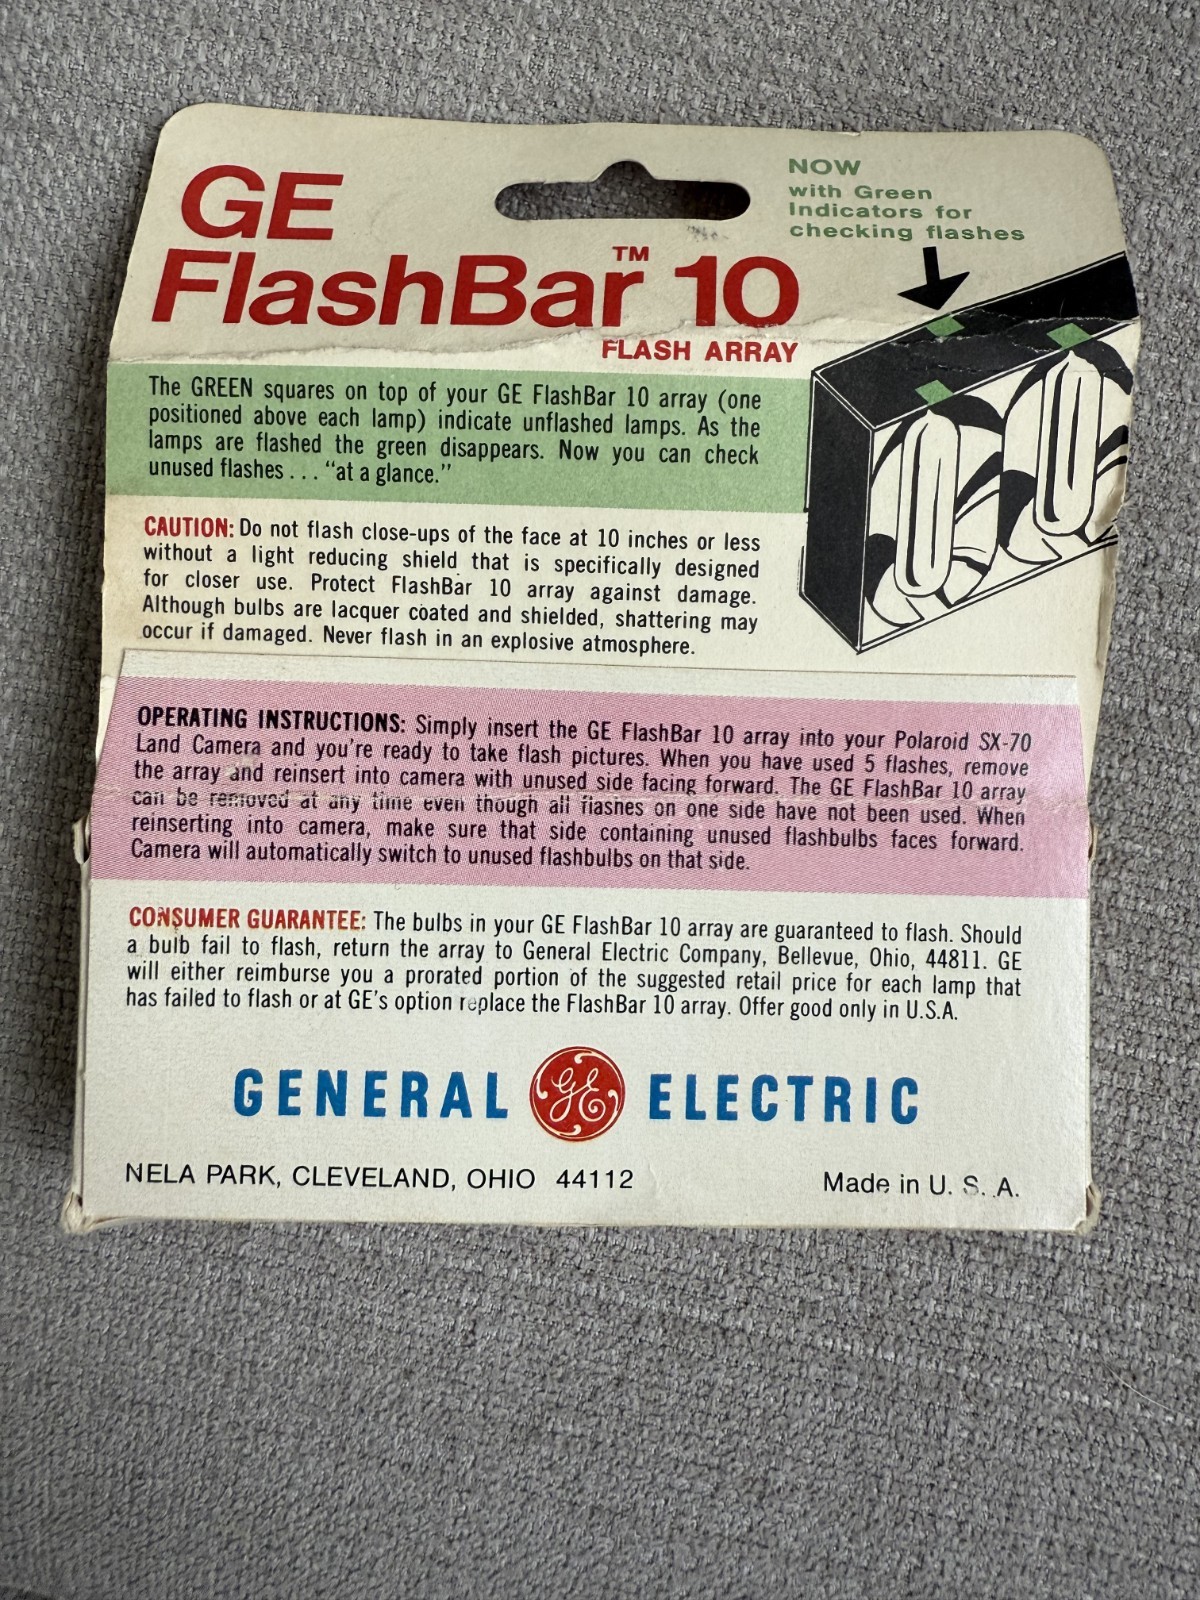 GE
FlashBar™ 10
FLASH ARRAY
NOW
with Green
Indicators for
checking flashes
The GREEN squares on top of your GE FlashBar 10 array (one
positioned above each lamp) indicate unflashed lamps. As the
lamps are flashed the green disappears. Now you can check
unused flashes . . . “at a glance.”
CAUTION: Do not flash close-ups of the face at 10 inches or less
without a light reducing shield that is specifically designed
for closer use. Protect FlashBar 10 array against damage.
Although bulbs are lacquer coated and shielded, shattering may
occur if damaged. Never flash in an explosive atmosphere.
OPERATING INSTRUCTIONS: Simply insert the GE FlashBar 10 array into your Polaroid SX-70
Land Camera and you're ready to take flash pictures. When you have used 5 flashes, remove
the array and reinsert into camera with unused side facing forward. The GE FlashBar 10 array
can be removed at any time even though all flashes on one side have not been used. When
reinserting into camera, make sure that side containing unused flashbulbs faces forward.
Camera will automatically switch to unused flashbulbs on that side.
CONSUMER GUARANTEE: The bulbs in your GE FlashBar 10 array are guaranteed to flash. Should
a bulb fail to flash, return the array to General Electric Company, Bellevue, Ohio, 44811. GE
will either reimburse you a prorated portion of the suggested retail price for each lamp that
has failed to flash or at GE's option replace the FlashBar 10 array. Offer good only in U.S.A.
GENERAL GE ELECTRIC
NELA PARK, CLEVELAND, OHIO 44112
Made in U. S. A.